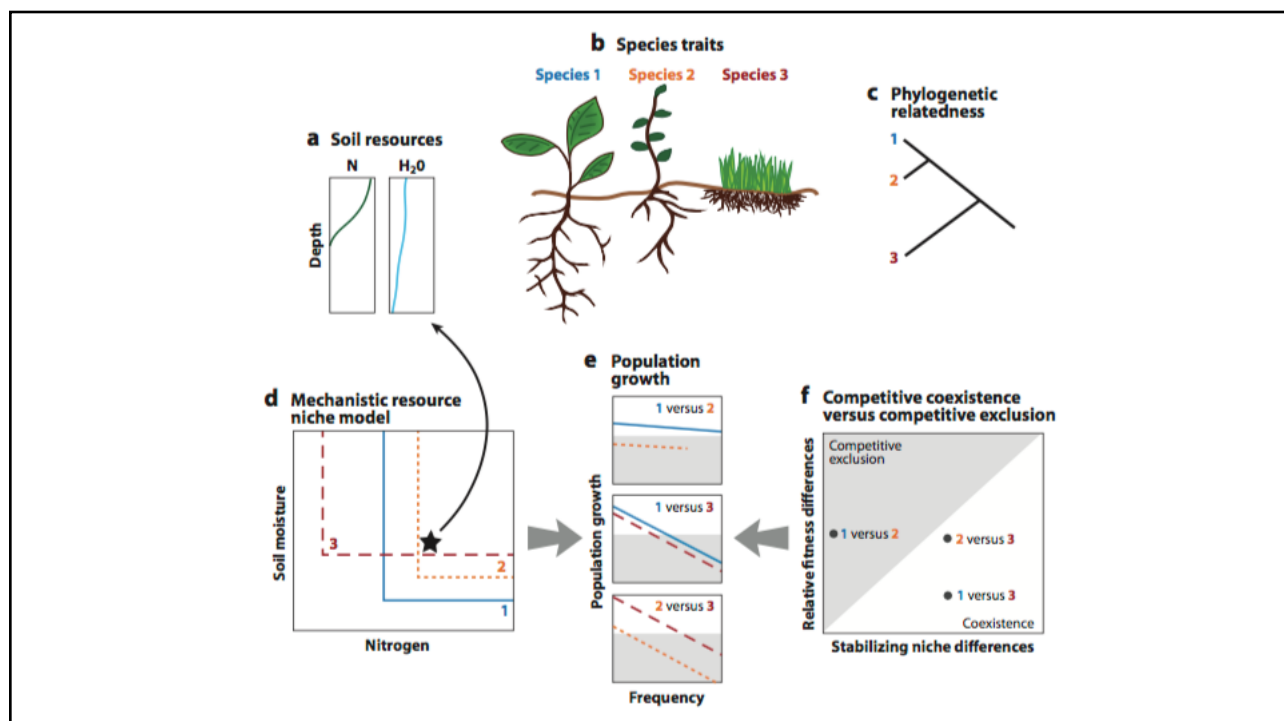 b Species traits
Species 1 Species 2 Species 3
c Phylogenetic
relatedness
1
2
3
a Soil resources
N H₂0
Depth
d Mechanistic resource
niche model
Soil moisture
3
2
1
Nitrogen
e Population
growth
1 versus 2
1 versus 3
2 versus 3
Population growth
Frequency
f Competitive coexistence
versus competitive exclusion
Relative fitness differences
Competitive
exclusion
1 versus 2
2 versus 3
1 versus 3
Coexistence
Stabilizing niche differences